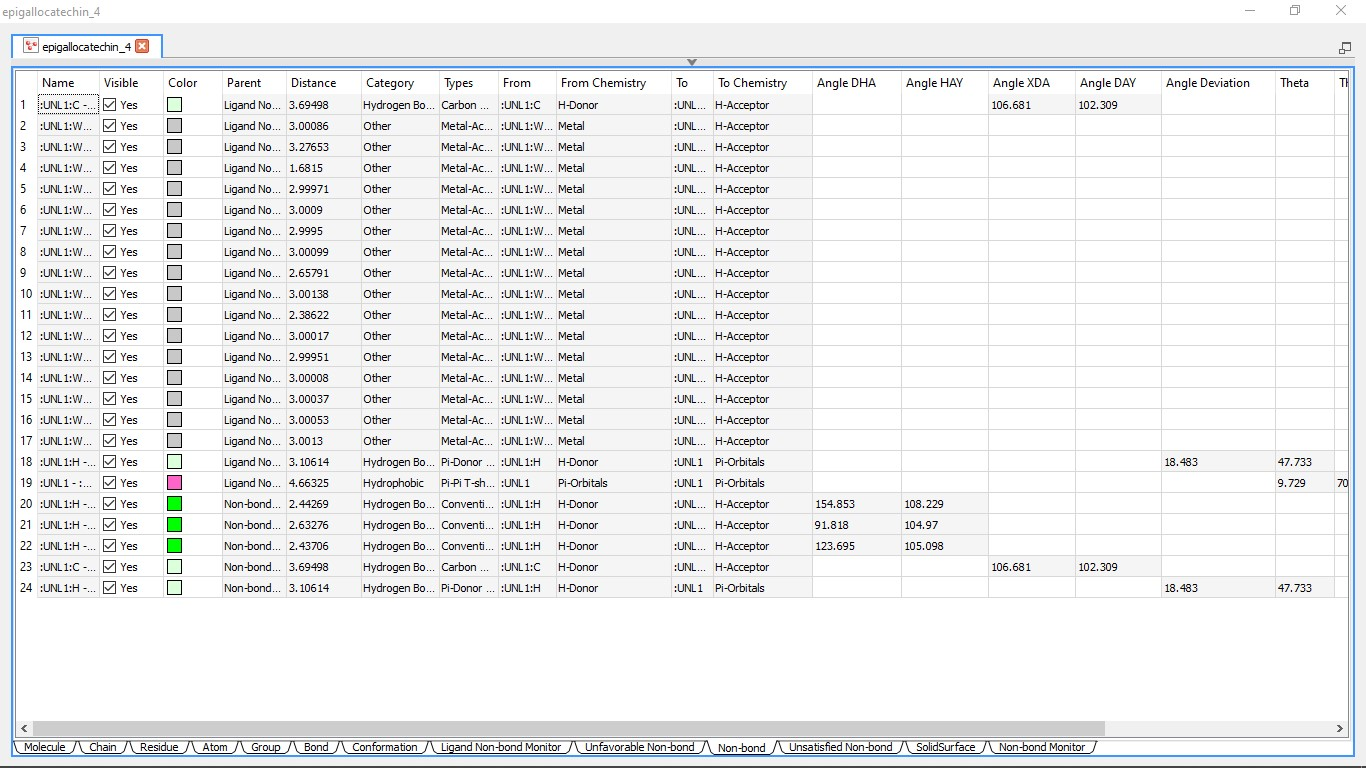 epigallocatechin_4
epigallocatechin_4
Name Visible Color Parent Distance Category Types From From Chemistry To To Chemistry Angle DHA Angle HAY Angle XDA Angle DAY Angle Deviation Theta Th
1 :UNL1:C -... Yes Ligand No... 3.69498 Hydrogen Bo... Carbon ... :UNL1:C H-Donor :UNL... H-Acceptor 106.681 102.309
2 :UNL1:W... Yes Ligand No... 3.00086 Other Metal-Ac... :UNL1:W... Metal :UNL... H-Acceptor
3 :UNL1:W... Yes Ligand No... 3.27653 Other Metal-Ac... :UNL1:W... Metal :UNL... H-Acceptor
4 :UNL1:W... Yes Ligand No... 1.6815 Other Metal-Ac... :UNL1:W... Metal :UNL... H-Acceptor
5 :UNL1:W... Yes Ligand No... 2.99971 Other Metal-Ac... :UNL1:W... Metal :UNL... H-Acceptor
6 :UNL1:W... Yes Ligand No... 3.0009 Other Metal-Ac... :UNL1:W... Metal :UNL... H-Acceptor
7 :UNL1:W... Yes Ligand No... 2.9995 Other Metal-Ac... :UNL1:W... Metal :UNL... H-Acceptor
8 :UNL1:W... Yes Ligand No... 3.00099 Other Metal-Ac... :UNL1:W... Metal :UNL... H-Acceptor
9 :UNL1:W... Yes Ligand No... 2.65791 Other Metal-Ac... :UNL1:W... Metal :UNL... H-Acceptor
10 :UNL1:W... Yes Ligand No... 3.00138 Other Metal-Ac... :UNL1:W... Metal :UNL... H-Acceptor
11 :UNL1:W... Yes Ligand No... 2.38622 Other Metal-Ac... :UNL1:W... Metal :UNL... H-Acceptor
12 :UNL1:W... Yes Ligand No... 3.00017 Other Metal-Ac... :UNL1:W... Metal :UNL... H-Acceptor
13 :UNL1:W... Yes Ligand No... 2.99951 Other Metal-Ac... :UNL1:W... Metal :UNL... H-Acceptor
14 :UNL1:W... Yes Ligand No... 3.00008 Other Metal-Ac... :UNL1:W... Metal :UNL... H-Acceptor
15 :UNL1:W... Yes Ligand No... 3.00037 Other Metal-Ac... :UNL1:W... Metal :UNL... H-Acceptor
16 :UNL1:W... Yes Ligand No... 3.00053 Other Metal-Ac... :UNL1:W... Metal :UNL... H-Acceptor
17 :UNL1:W... Yes Ligand No... 3.0013 Other Metal-Ac... :UNL1:W... Metal :UNL... H-Acceptor
18 :UNL1:H -... Yes Ligand No... 3.10614 Hydrogen Bo... Pi-Donor ... :UNL1:H H-Donor :UNL1 Pi-Orbitals 18.483 47.733
19 :UNL1 - :... Yes Ligand No... 4.66325 Hydrophobic Pi-Pi T-sh... :UNL1 Pi-Orbitals :UNL1 Pi-Orbitals 9.729 70
20 :UNL1:H -... Yes Non-bond... 2.44269 Hydrogen Bo... Conventi... :UNL1:H H-Donor :UNL... H-Acceptor 154.853 108.229
21 :UNL1:H -... Yes Non-bond... 2.63276 Hydrogen Bo... Conventi... :UNL1:H H-Donor :UNL... H-Acceptor 91.818 104.97
22 :UNL1:H -... Yes Non-bond... 2.43706 Hydrogen Bo... Conventi... :UNL1:H H-Donor :UNL... H-Acceptor 123.695 105.098
23 :UNL1:C -... Yes Non-bond... 3.69498 Hydrogen Bo... Carbon ... :UNL1:C H-Donor :UNL... H-Acceptor 106.681 102.309
24 :UNL1:H -... Yes Non-bond... 3.10614 Hydrogen Bo... Pi-Donor ... :UNL1:H H-Donor :UNL1 Pi-Orbitals 18.483 47.733
Molecule Chain Residue Atom Group Bond Conformation Ligand Non-bond Monitor Unfavorable Non-bond Non-bond Unsatisfied Non-bond SolidSurface Non-bond Monitor